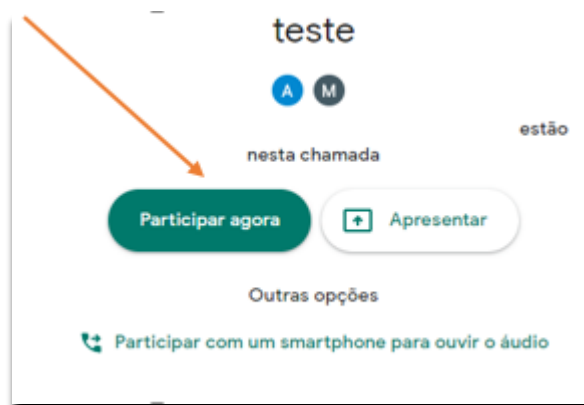 teste
A M
estão
nesta chamada
Participar agora Apresentar
Outras opções
Participar com um smartphone para ouvir o áudio